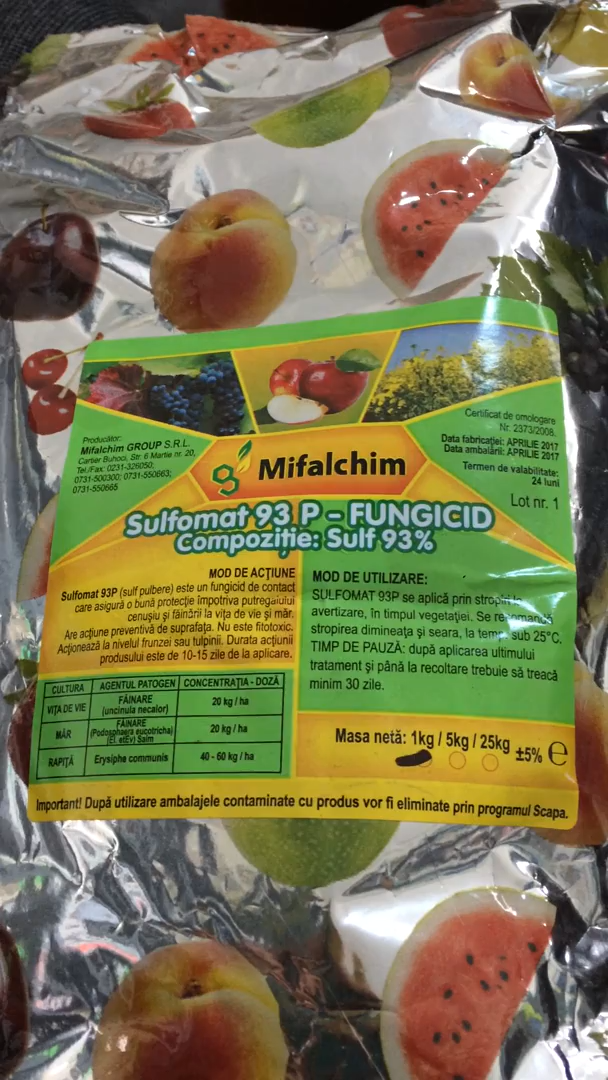 Producător:
Mifalchim GROUP S.R.L.
Cartier Buhoci, Str. 6 Martie nr. 20,
Tel./Fax: 0231-326050;
0731-500300; 0731-550663;
0731-550665
Certificat de omologare
Nr. 2373/2008.
Data fabricației: APRILIE 2017
Data ambalării: APRILIE 2017
Termen de valabilitate:
24 luni
Lot nr. 1
Mifalchim
Sulfomat 93 P - FUNGICID
Compoziție: Sulf 93%
MOD DE ACȚIUNE
Sulfomat 93P (sulf pulbere) este un fungicid de contact
care asigură o bună protecție împotriva putregaiului
cenușiu și făinării la vița de vie și măr.
Are acțiune preventivă de suprafața. Nu este fitotoxic.
Acționează la nivelul frunzei sau tulpinii. Durata acțiunii
produsului este de 10-15 zile de la aplicare.
MOD DE UTILIZARE:
SULFOMAT 93P se aplică prin stropiri la
avertizare, în timpul vegetației. Se recomandă
stropirea dimineața și seara, la temp. sub 25°C.
TIMP DE PAUZĂ: după aplicarea ultimului
tratament și până la recoltare trebuie să treacă
minim 30 zile.
CULTURA AGENTUL PATOGEN CONCENTRAȚIA - DOZĂ
VIȚA DE VIE FĂINARE (uncinula necalor) 20 kg / ha
MĂR FĂINARE (Podosphaera eucotricha) (El. etEv) Salm 20 kg / ha
RAPIȚĂ Erysiphe communis 40 - 60 kg / ha
Masa netă: 1kg / 5kg / 25kg ±5% e
Important! După utilizare ambalajele contaminate cu produs vor fi eliminate prin programul Scapa.